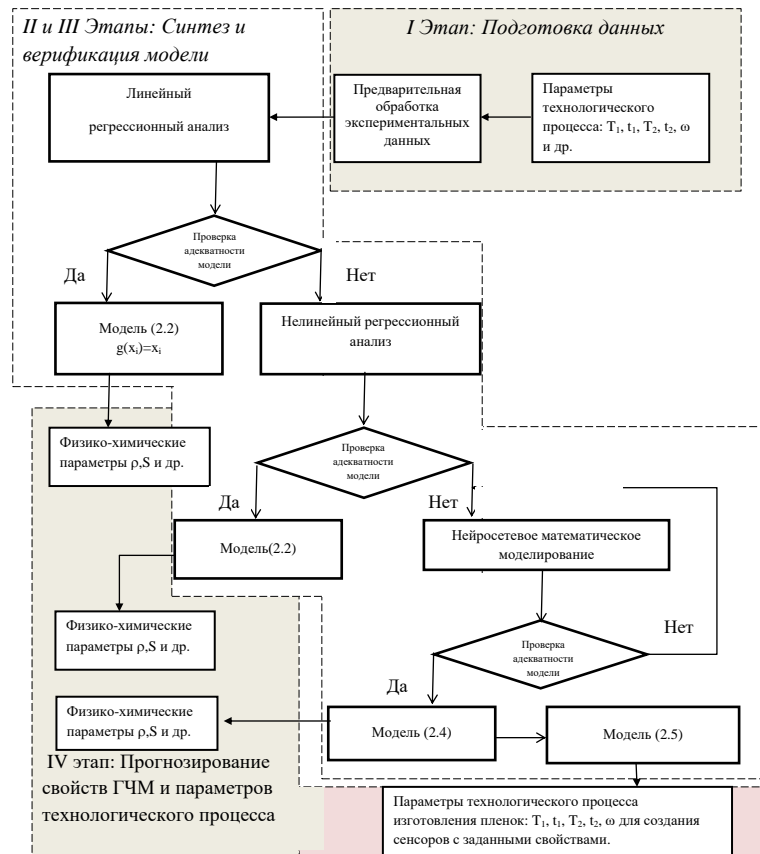 II и III Этапы: Синтез и
верификация модели
I Этап: Подготовка данных
Линейный
регрессионный анализ
Предварительная
обработка
экспериментальных
данных
Параметры
технологического
процесса: T₁, t₁, T₂, t₂, ω
и др.
Проверка
адекватности
модели
Да
Нет
Модель (2.2)
g(xᵢ)=xᵢ
Нелинейный регрессионный
анализ
Физико-химические
параметры ρ,S и др.
Проверка
адекватности
модели
Да
Нет
Модель(2.2)
Нейросетевое математическое
моделирование
Физико-химические
параметры ρ,S и др.
Проверка
адекватности
модели
Нет
Да
Физико-химические
параметры ρ,S и др.
Модель (2.4)
Модель (2.5)
IV этап: Прогнозирование
свойств ГЧМ и параметров
технологического процесса
Параметры технологического процесса
изготовления пленок: T₁, t₁, T₂, t₂, ω для создания
сенсоров с заданными свойствами.